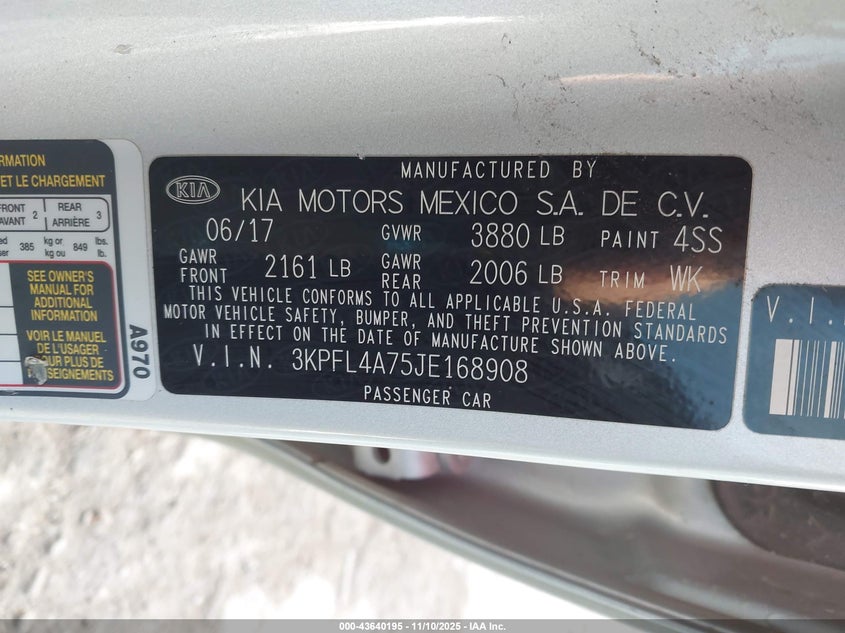 RMATION
ET LE CHARGEMENT
FRONT 2 REAR 3
AVANT ARRIÈRE
385 kg or 849 lbs.
kg ou lb.
SEE OWNER'S
MANUAL FOR
ADDITIONAL
INFORMATION
VOIR LE MANUEL
DE L'USAGER
PLUS DE
A970
MANUFACTURED BY
KIA KIA MOTORS MEXICO S.A. DE C.V.
06/17 GVWR 3880 LB PAINT 4SS
GAWR FRONT 2161 LB GAWR REAR 2006 LB TRIM WK
THIS VEHICLE CONFORMS TO ALL APPLICABLE U.S.A. FEDERAL
MOTOR VEHICLE SAFETY, BUMPER, AND THEFT PREVENTION STANDARDS
IN EFFECT ON THE DATE OF MANUFACTURE SHOWN ABOVE.
V.I.N. 3KPFL4A75JE168908
PASSENGER CAR
V.I.
000-43640195 - 11/10/2025 - IAA Inc.